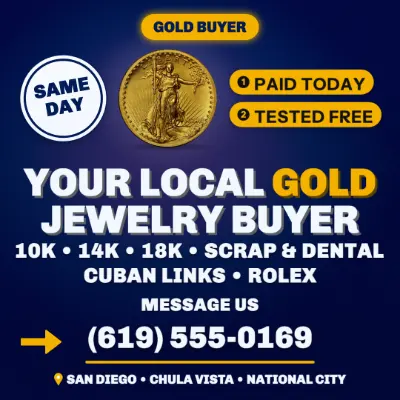 GOLD BUYER
SAME
DAY
1 PAID TODAY
2 TESTED FREE
YOUR LOCAL GOLD
JEWELRY BUYER
10K • 14K • 18K • SCRAP & DENTAL
CUBAN LINKS • ROLEX
MESSAGE US
(619) 555-0169
SAN DIEGO • CHULA VISTA • NATIONAL CITY